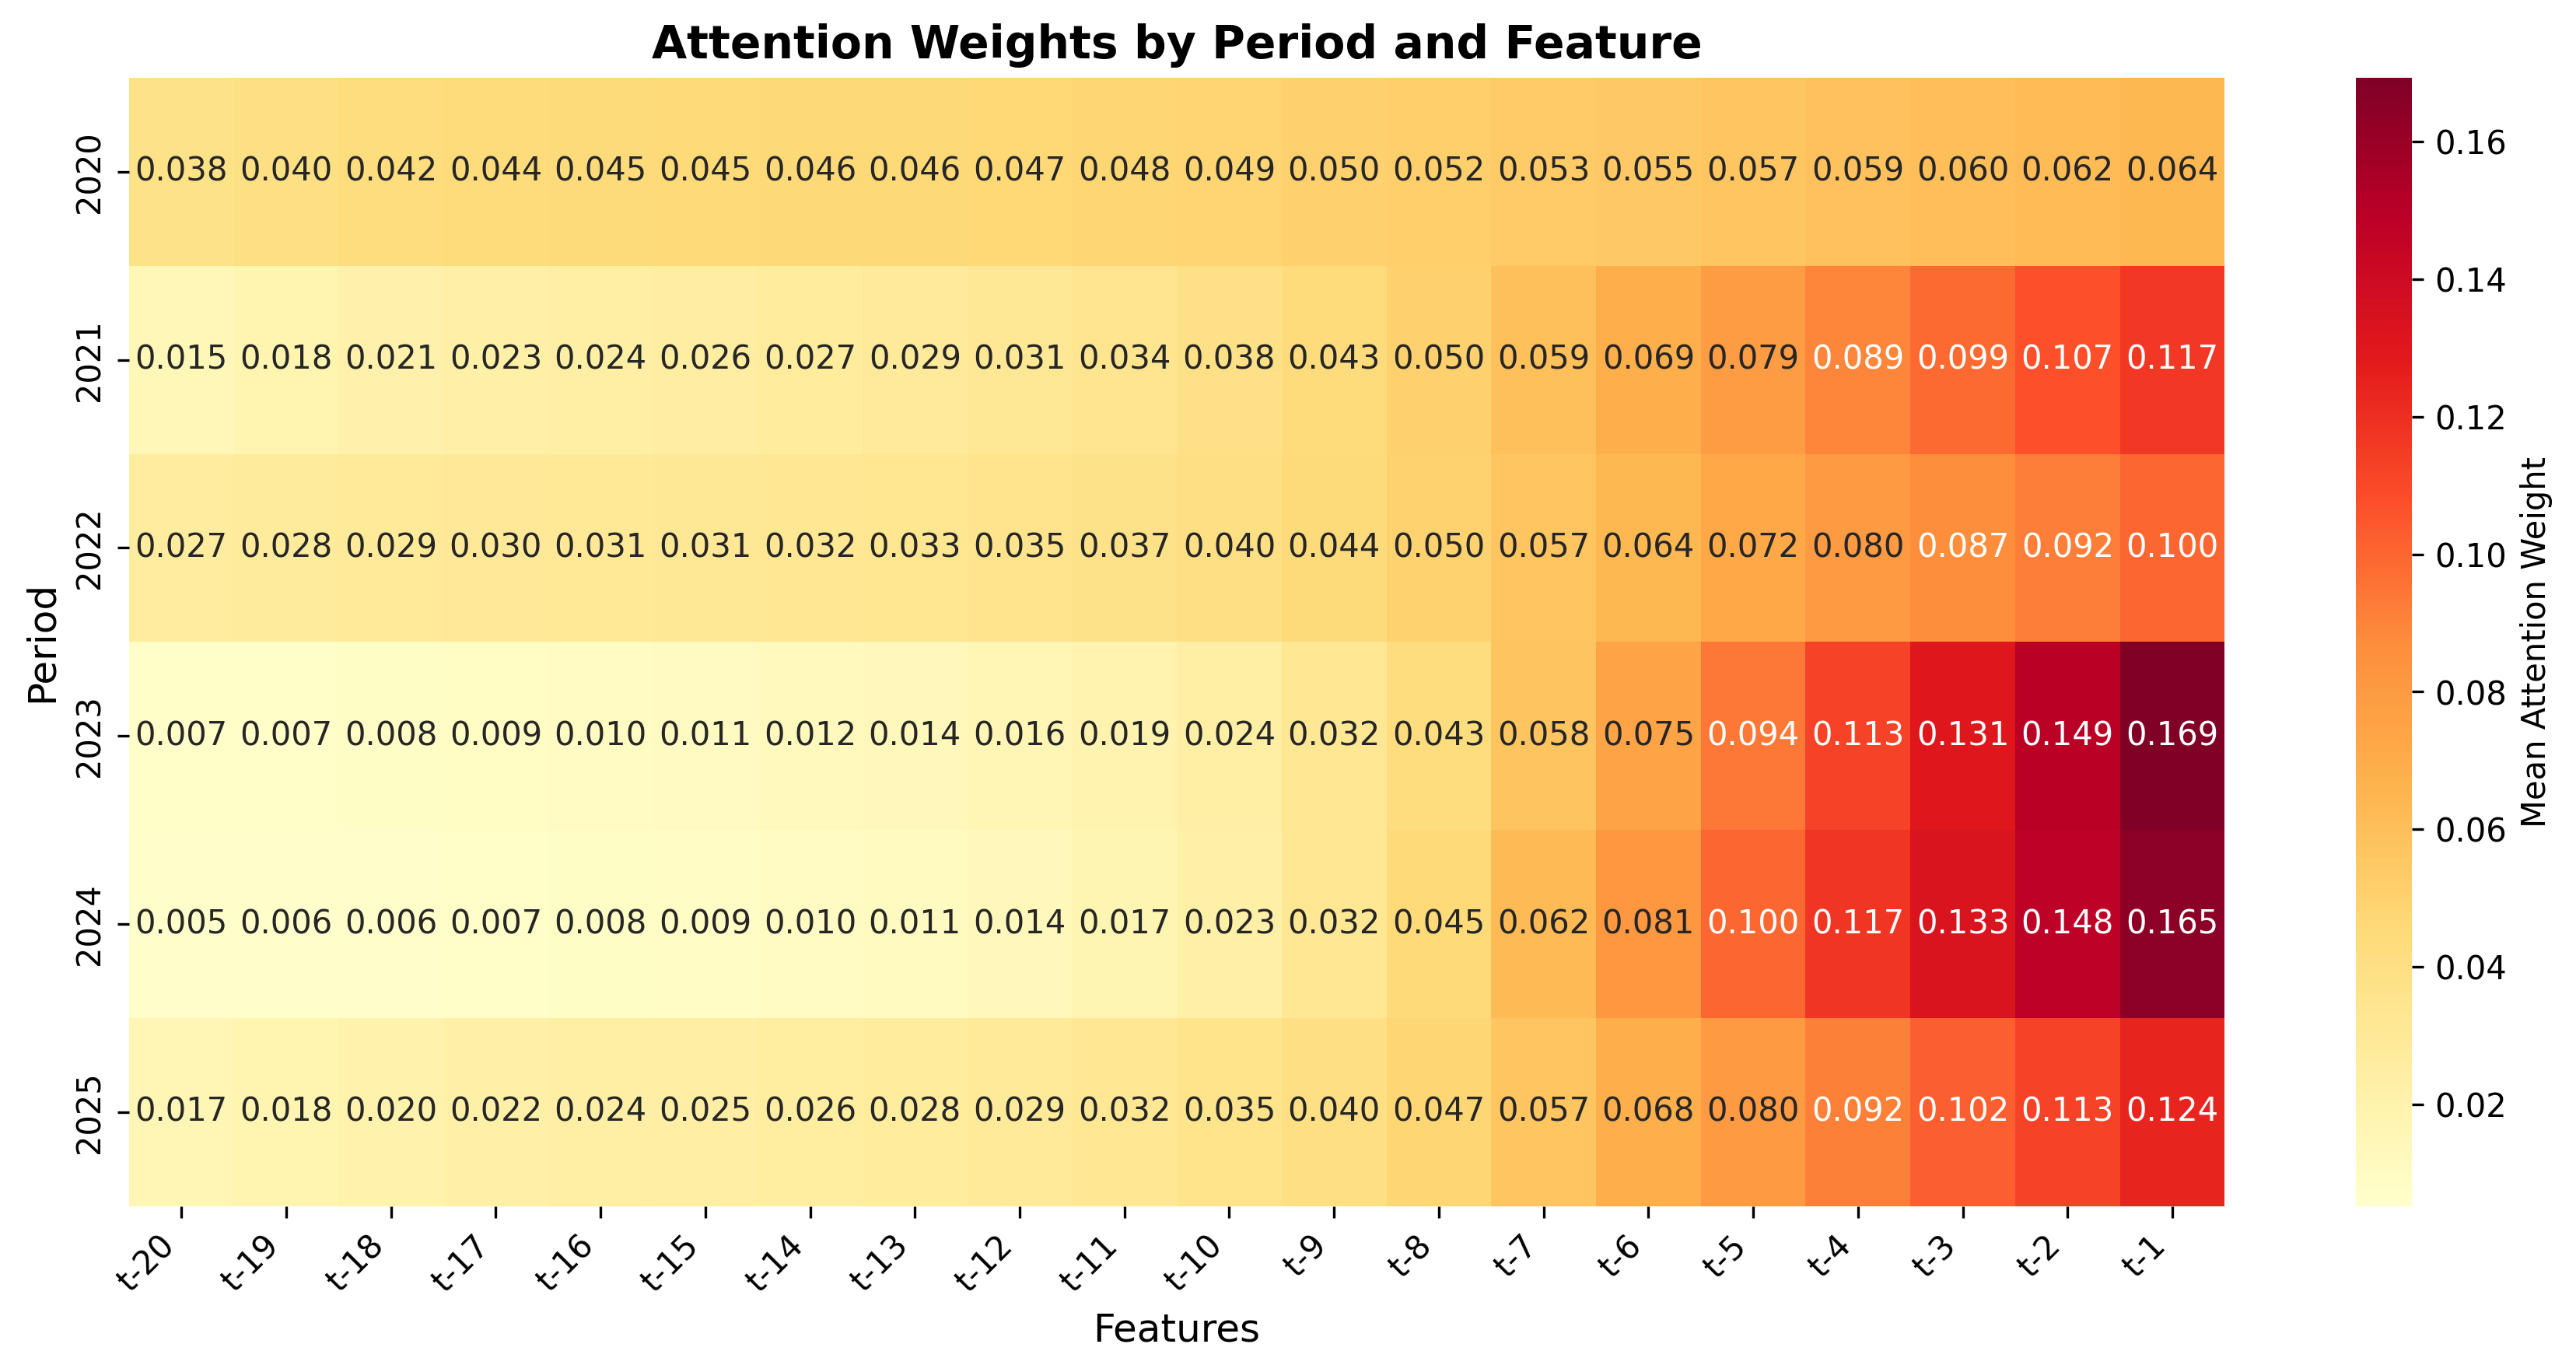 Attention Weights by Period and Feature
Period
2020 0.038 0.040 0.042 0.044 0.045 0.045 0.046 0.046 0.047 0.048 0.049 0.050 0.052 0.053 0.055 0.057 0.059 0.060 0.062 0.064
2021 0.015 0.018 0.021 0.023 0.024 0.026 0.027 0.029 0.031 0.034 0.038 0.043 0.050 0.059 0.069 0.079 0.089 0.099 0.107 0.117
2022 0.027 0.028 0.029 0.030 0.031 0.031 0.032 0.033 0.035 0.037 0.040 0.044 0.050 0.057 0.064 0.072 0.080 0.087 0.092 0.100
2023 0.007 0.007 0.008 0.009 0.010 0.011 0.012 0.014 0.016 0.019 0.024 0.032 0.043 0.058 0.075 0.094 0.113 0.131 0.149 0.169
2024 0.005 0.006 0.006 0.007 0.008 0.009 0.010 0.011 0.014 0.017 0.023 0.032 0.045 0.062 0.081 0.100 0.117 0.133 0.148 0.165
2025 0.017 0.018 0.020 0.022 0.024 0.025 0.026 0.028 0.029 0.032 0.035 0.040 0.047 0.057 0.068 0.080 0.092 0.102 0.113 0.124
t-20 t-19 t-18 t-17 t-16 t-15 t-14 t-13 t-12 t-11 t-10 t-9 t-8 t-7 t-6 t-5 t-4 t-3 t-2 t-1
Features
0.16
0.14
0.12
0.10
0.08
0.06
0.04
0.02
Mean Attention Weight